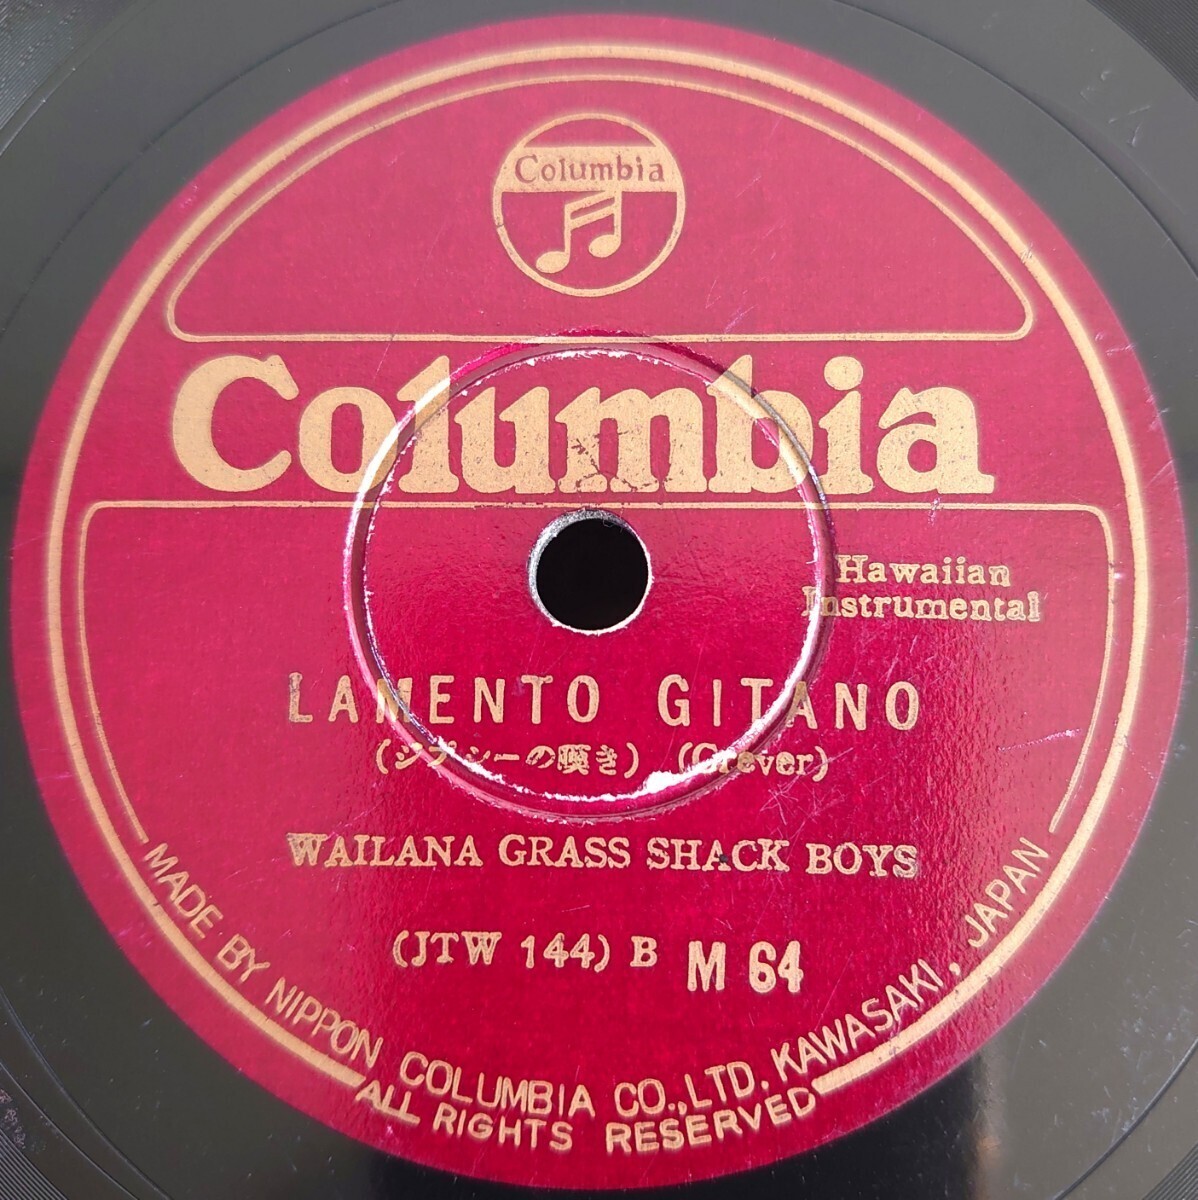 Columbia
Columbia
Hawaiian
Instrumental
LAMENTO GITANO
(ジプシーの嘆き) (Grever)
WAILANA GRASS SHACK BOYS
(JTW 144) B M 64
MADE BY NIPPON COLUMBIA CO., LTD. KAWASAKI, JAPAN
ALL RIGHTS RESERVED